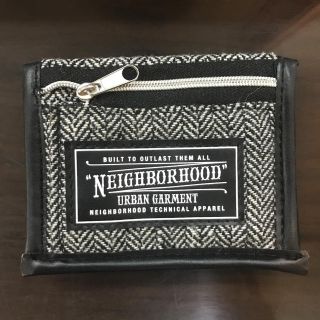 BUILT TO OUTLAST THEM ALL
"NEIGHBORHOOD"
URBAN GARMENT
NEIGHBORHOOD TECHNICAL APPAREL